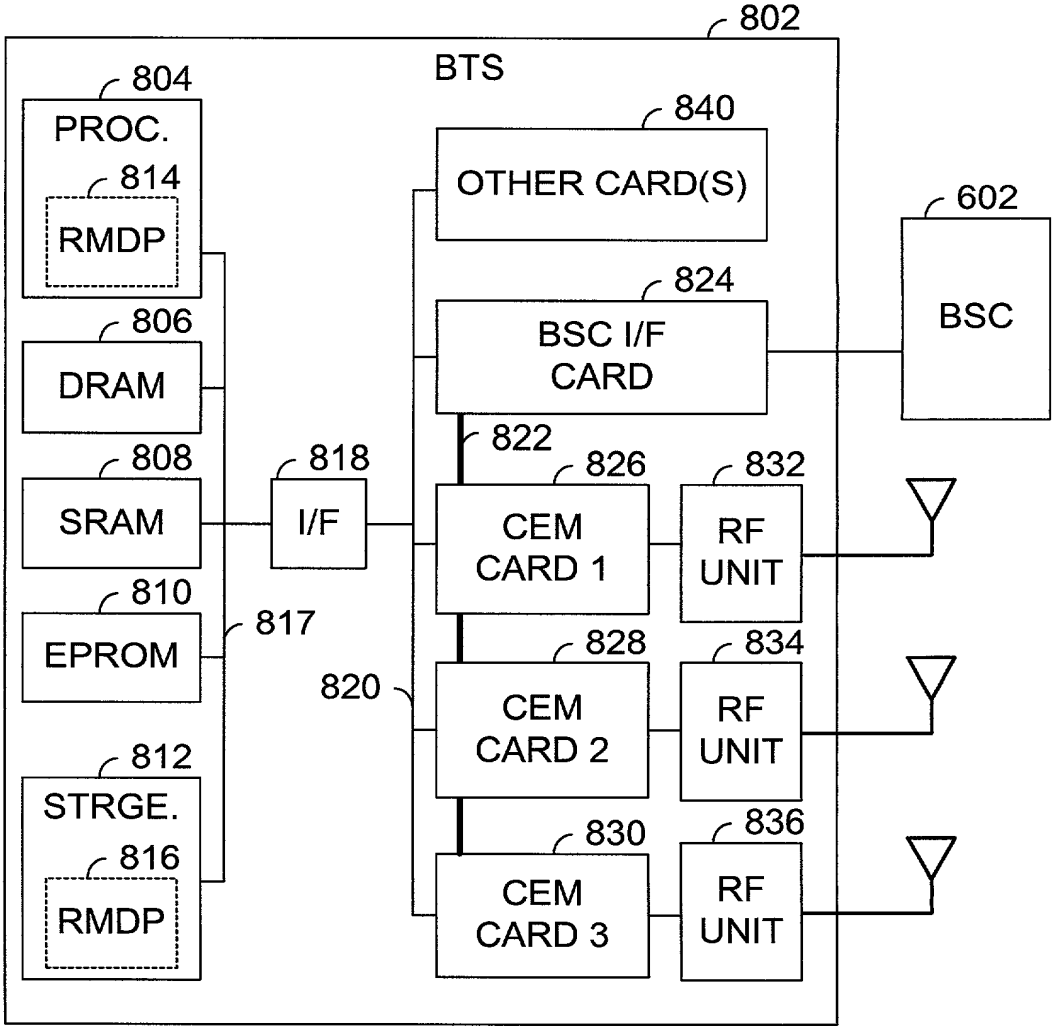 802
BTS
804
PROC.
814
RMDP
806
DRAM
808
SRAM
810
EPROM
817
812
STRGE.
816
RMDP
818
I/F
820
840
OTHER CARD(S)
824
BSC I/F
CARD
822
826
CEM
CARD 1
828
CEM
CARD 2
830
CEM
CARD 3
832
RF
UNIT
834
RF
UNIT
836
RF
UNIT
602
BSC